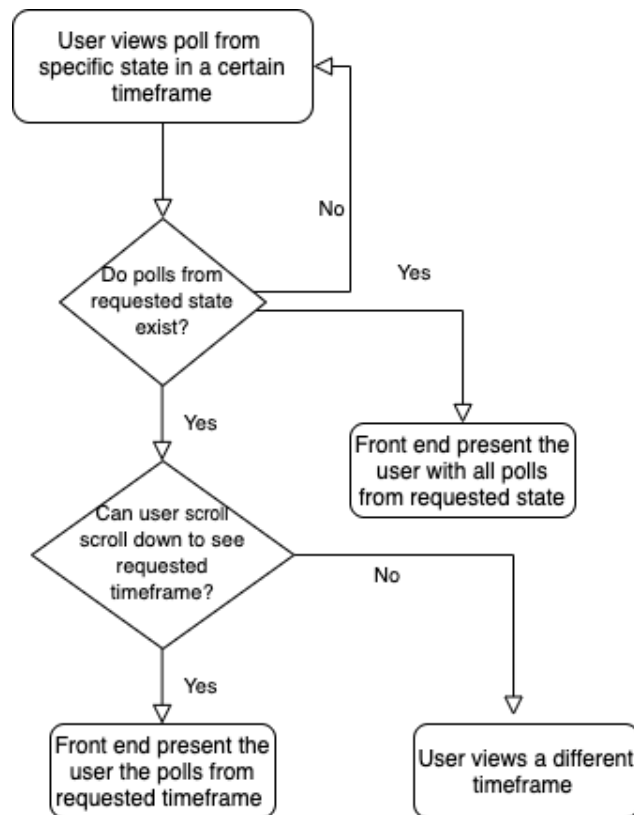 User views poll from
specific state in a certain
timeframe
No
Do polls from
requested state
exist?
Yes
Yes
Front end present the
user with all polls
from requested state
Can user scroll
scroll down to see
requested
timeframe?
No
Yes
Front end present the
user the polls from
requested timeframe
User views a different
timeframe